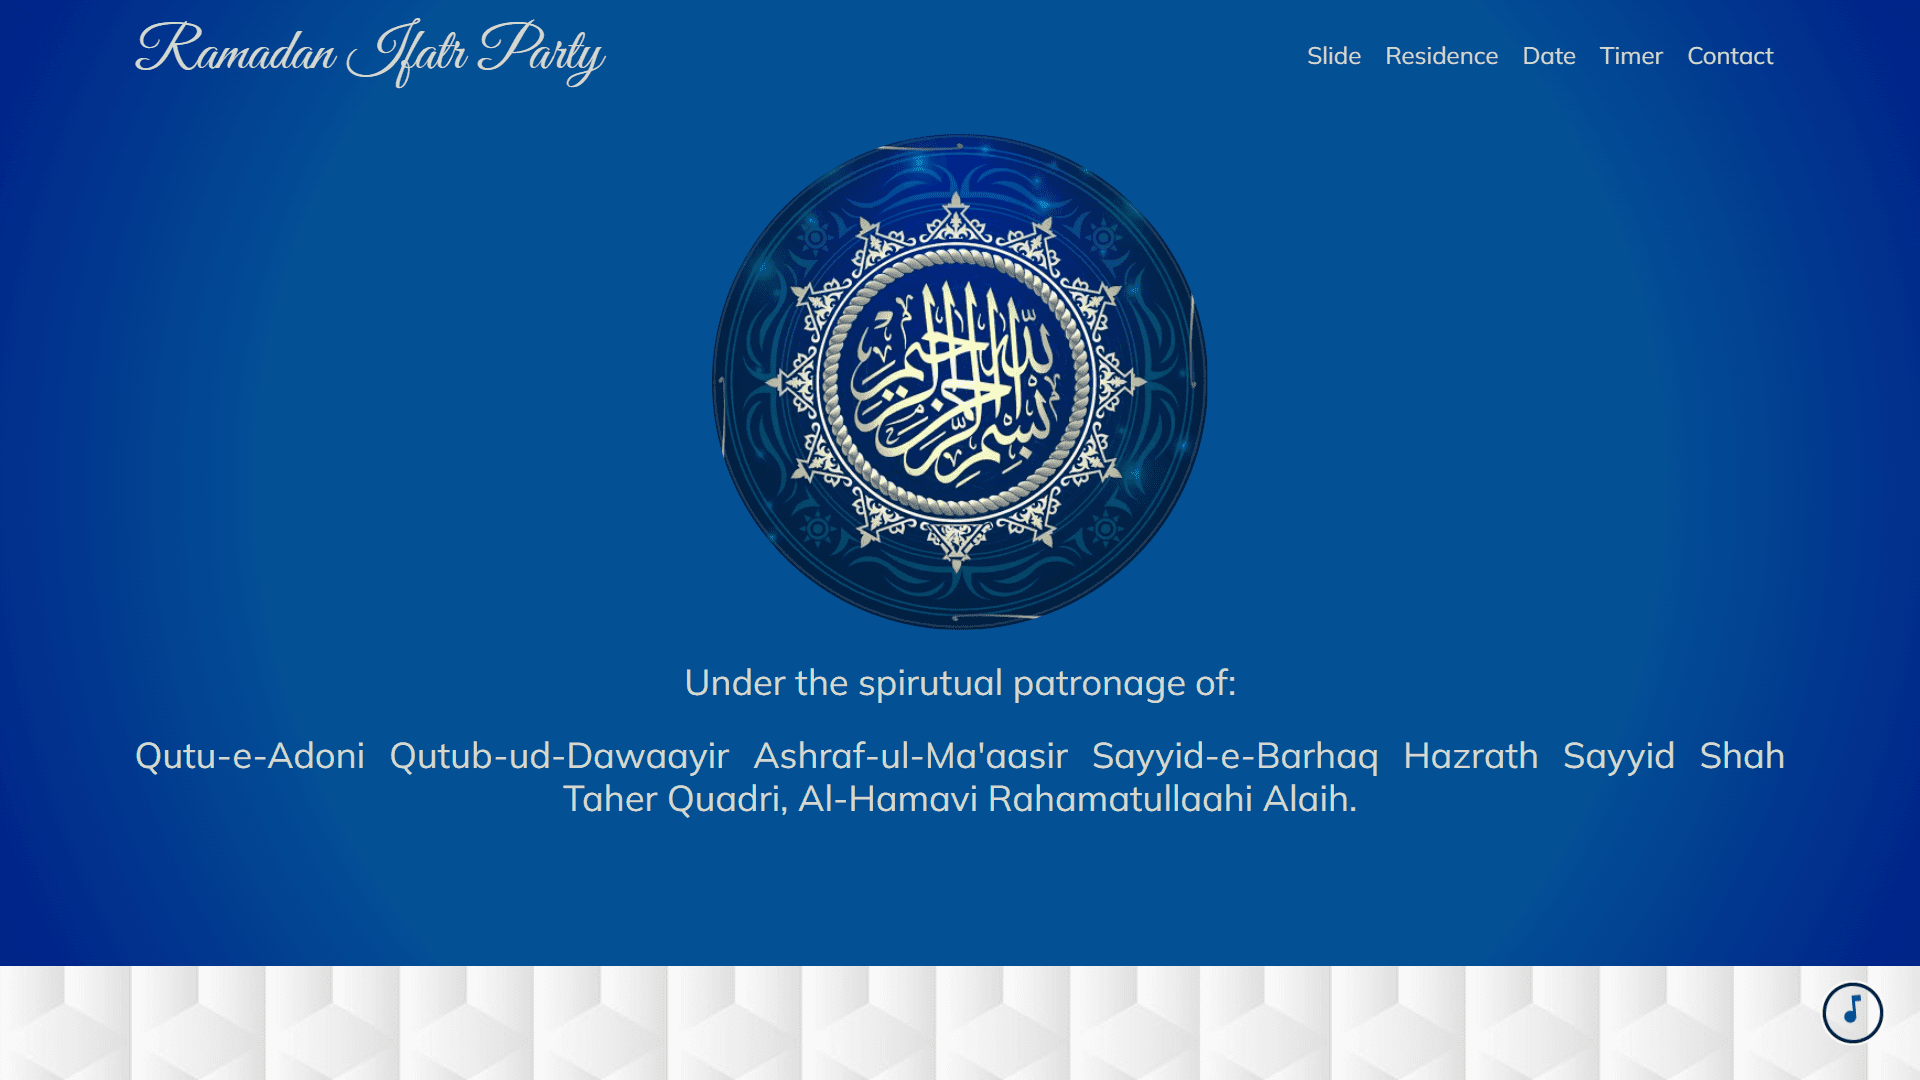 Ramadan Ifatr Party
Slide Residence Date Timer Contact
بسم الله الرحمن الرحيم
Under the spirutual patronage of:
Qutu-e-Adoni Qutub-ud-Dawaayir Ashraf-ul-Ma'aasir Sayyid-e-Barhaq Hazrath Sayyid Shah
Taher Quadri, Al-Hamavi Rahamatullaahi Alaih.